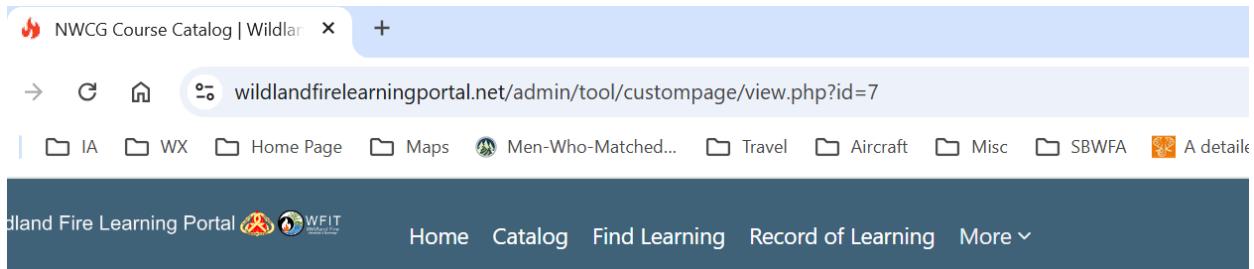 NWCG Course Catalog | Wildlan
wildlandfirelearningportal.net/admin/tool/custompage/view.php?id=7
IA WX Home Page Maps Men-Who-Matched... Travel Aircraft Misc SBWFA A detaile
dland Fire Learning Portal WFIT
Home Catalog Find Learning Record of Learning More